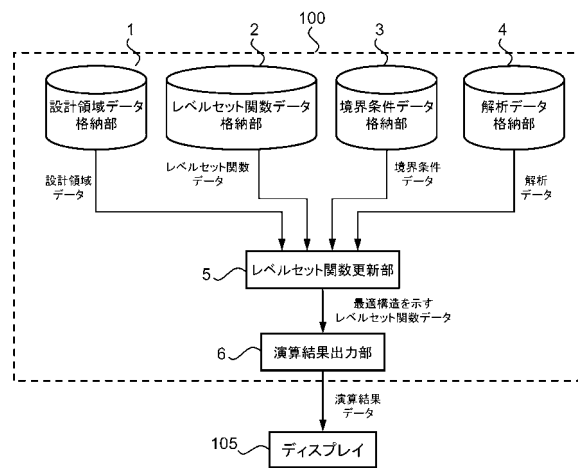 100
1
2
3
4
設計領域データ
格納部
レベルセット関数データ
格納部
境界条件データ
格納部
解析データ
格納部
設計領域
データ
レベルセット関数
データ
境界条件
データ
解析
データ
5
レベルセット関数更新部
最適構造を示す
レベルセット関数データ
6
演算結果出力部
演算結果
データ
105
ディスプレイ